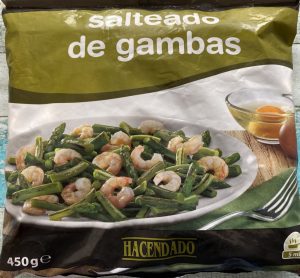 salteado
de gambas
HACENDADO
450g e